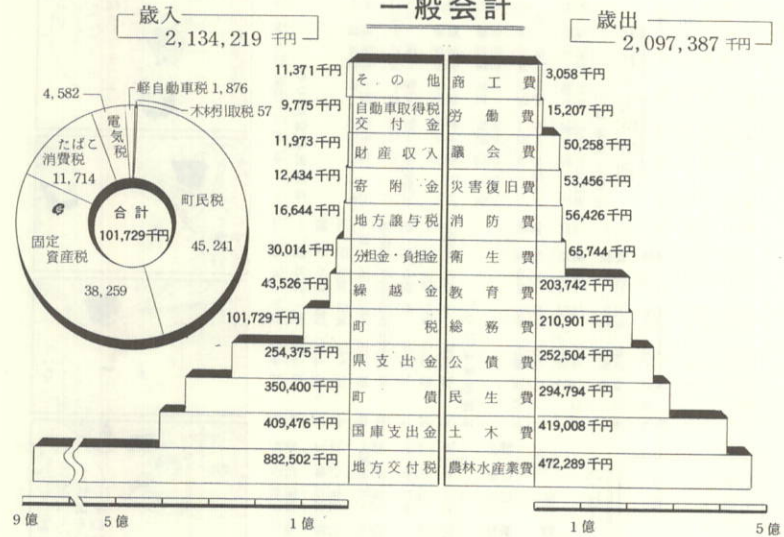 一般会計
歳入
2,134,219 千円
歳出
2,097,387 千円
軽自動車税 1,876
木材引取税 57
4,582
電気税
たばこ
消費税
11,714
町民税
45,241
固定
資産税
38,259
合計
101,729千円
11,371千円 その他 商工費 3,058千円
9,775千円 自動車取得税交付金 労働費 15,207千円
11,973千円 財産収入 議会費 50,258千円
12,434千円 寄附金 災害復旧費 53,456千円
16,644千円 地方譲与税 消防費 56,426千円
30,014千円 分担金・負担金 衛生費 65,744千円
43,526千円 繰越金 教育費 203,742千円
101,729千円 町税 総務費 210,901千円
254,375千円 県支出金 公債費 252,504千円
350,400千円 町債 民生費 294,794千円
409,476千円 国庫支出金 土木費 419,008千円
882,502千円 地方交付税 農林水産業費 472,289千円
9億 5億 1億 1億 5億